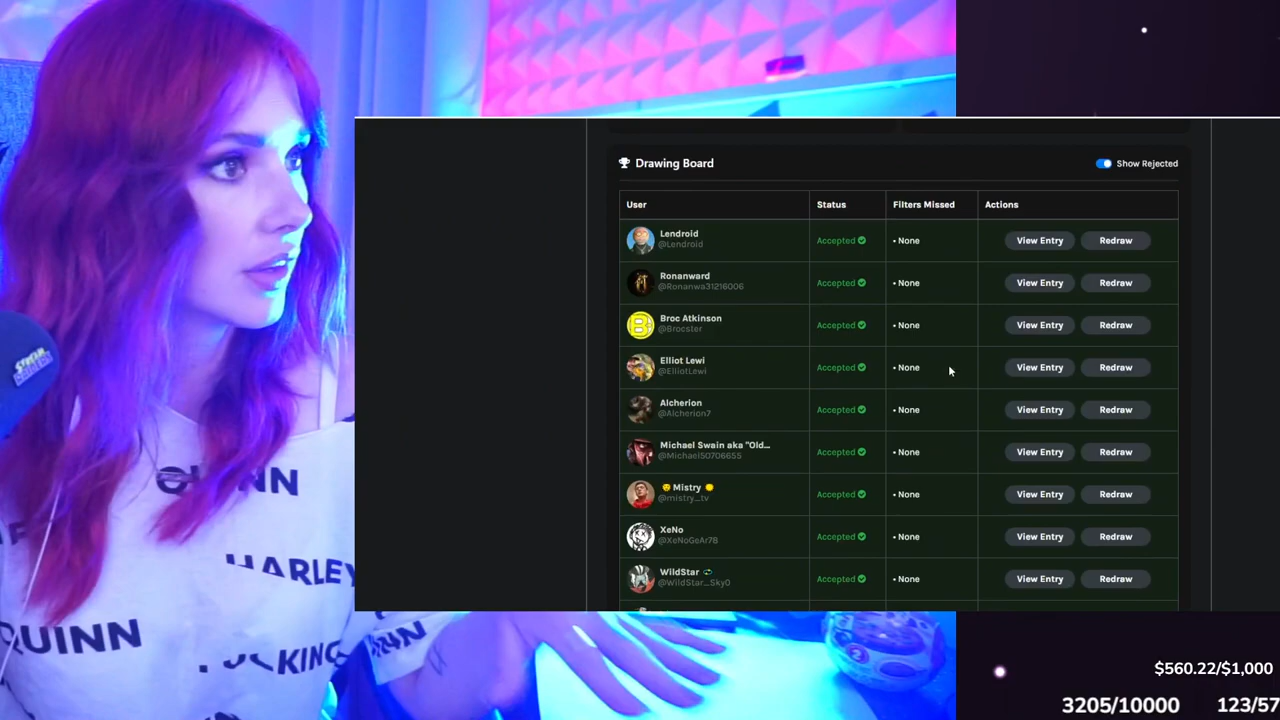 Drawing Board
Show Rejected
User Status Filters Missed Actions
Lendroid
@Lendroid
Accepted • None View Entry Redraw
Ronanward
@Ronanwa31216006
Accepted • None View Entry Redraw
Broc Atkinson
@Brocster
Accepted • None View Entry Redraw
Elliot Lewi
@ElliotLewi
Accepted • None View Entry Redraw
Alcherion
@Alcherion7
Accepted • None View Entry Redraw
Michael Swain aka "Old...
@Michael50706655
Accepted • None View Entry Redraw
Mistry
@mistry_tv
Accepted • None View Entry Redraw
XeNo
@XeNoGeAr78
Accepted • None View Entry Redraw
WildStar
@WildStar_Sky0
Accepted • None View Entry Redraw
QUINN
HARLEY
QUINN
$560.22/$1,000
3205/10000 123/57